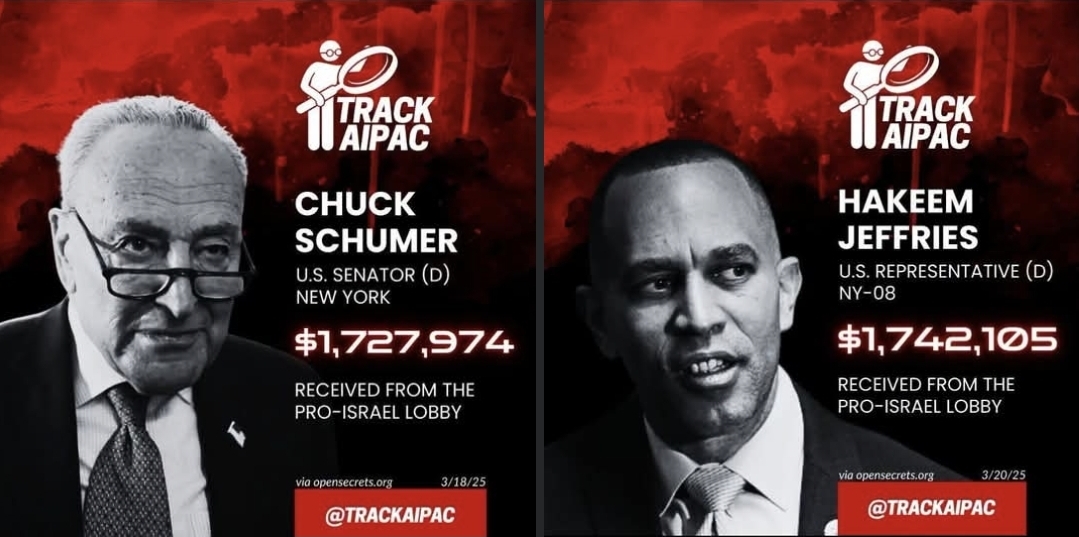 TRACK
AIPAC
CHUCK
SCHUMER
U.S. SENATOR (D)
NEW YORK
$1,727,974
RECEIVED FROM THE
PRO-ISRAEL LOBBY
via opensecrets.org 3/18/25
@TRACKAIPAC
TRACK
AIPAC
HAKEEM
JEFFRIES
U.S. REPRESENTATIVE (D)
NY-08
$1,742,105
RECEIVED FROM THE
PRO-ISRAEL LOBBY
via opensecrets.org 3/20/25
@TRACKAIPAC